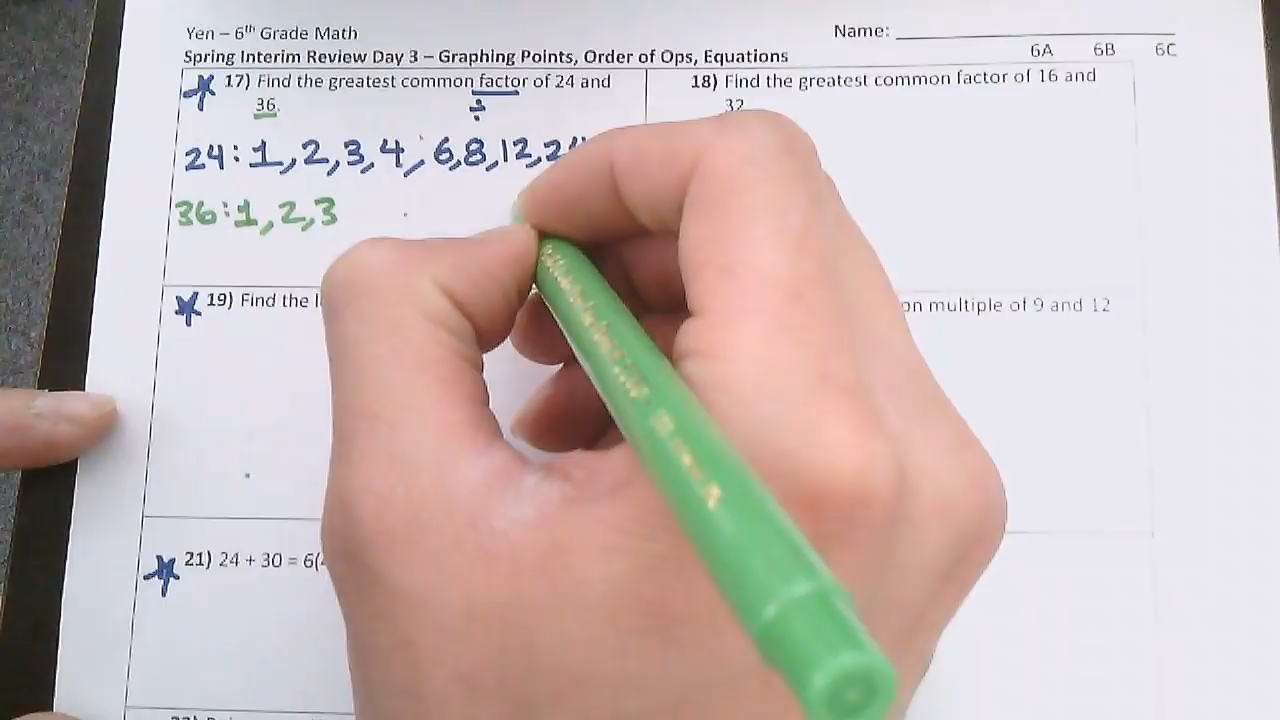 Yen – 6th Grade Math
Name:
Spring Interim Review Day 3 – Graphing Points, Order of Ops, Equations
6A 6B 6C
17) Find the greatest common factor of 24 and
36.
÷
24: 1, 2, 3, 4, 6, 8, 12,
36: 1, 2, 3
18) Find the greatest common factor of 16 and
32
19) Find the
on multiple of 9 and 12
21) 24 + 30 = 6(